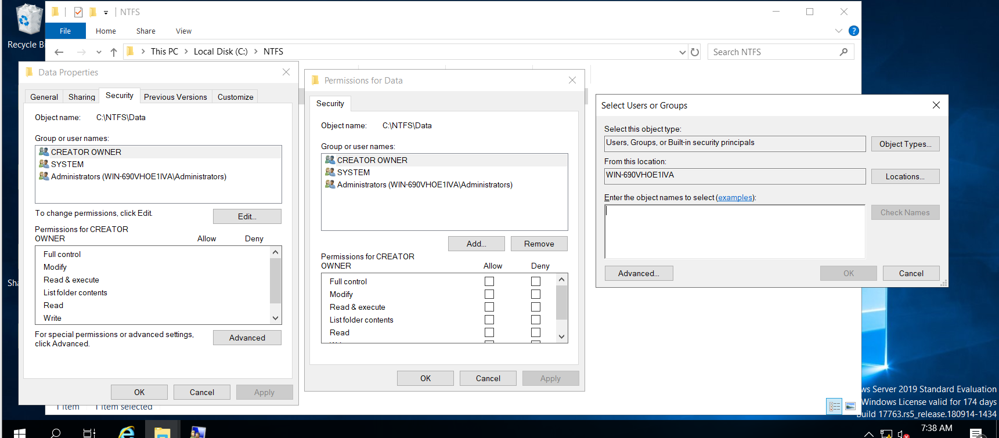 Recycle Bi
NTFS
File
Home
Share
View
This PC > Local Disk (C:) > NTFS
Search NTFS
Data Properties
General
Sharing
Security
Previous Versions
Customize
Object name: C:\NTFS\Data
Group or user names:
CREATOR OWNER
SYSTEM
Administrators (WIN-690VHOE1IVA\Administrators)
To change permissions, click Edit.
Edit...
Permissions for CREATOR
OWNER
Allow
Deny
Full control
Modify
Read & execute
List folder contents
Read
Write
For special permissions or advanced settings,
click Advanced.
Advanced
OK
Cancel
Apply
Permissions for Data
Security
Object name: C:\NTFS\Data
Group or user names:
CREATOR OWNER
SYSTEM
Administrators (WIN-690VHOE1IVA\Administrators)
Add...
Remove
Permissions for CREATOR
OWNER
Allow
Deny
Full control
Modify
Read & execute
List folder contents
Read
OK
Cancel
Apply
Select Users or Groups
Select this object type:
Users, Groups, or Built-in security principals
Object Types...
From this location:
WIN-690VHOE1IVA
Locations...
Enter the object names to select (examples):
Check Names
Advanced...
OK
Cancel
Sha
1 item
1 item selected
ws Server 2019 Standard Evaluation
Windows License valid for 174 days
uild 17763.rs5_release.180914-1434
7:38 AM